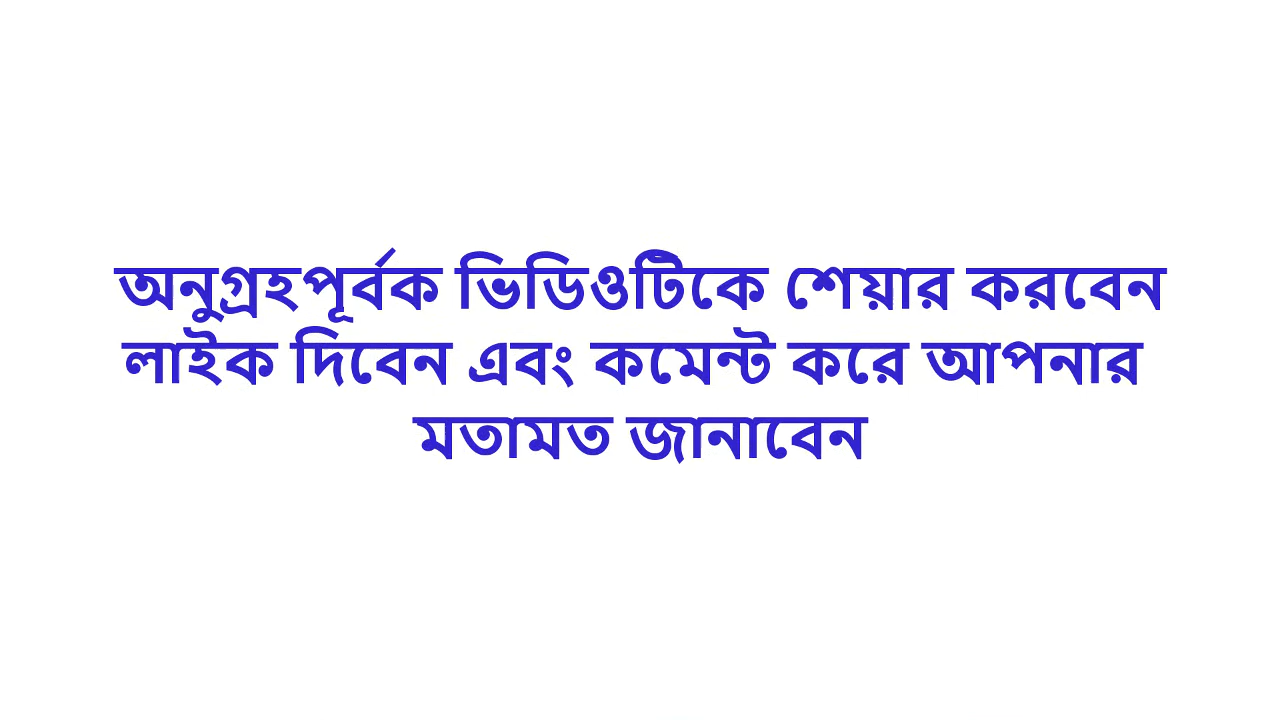 অনুগ্রহপূর্বক ভিডিওটিকে শেয়ার করবেন
লাইক দিবেন এবং কমেন্ট করে আপনার
মতামত জানাবেন